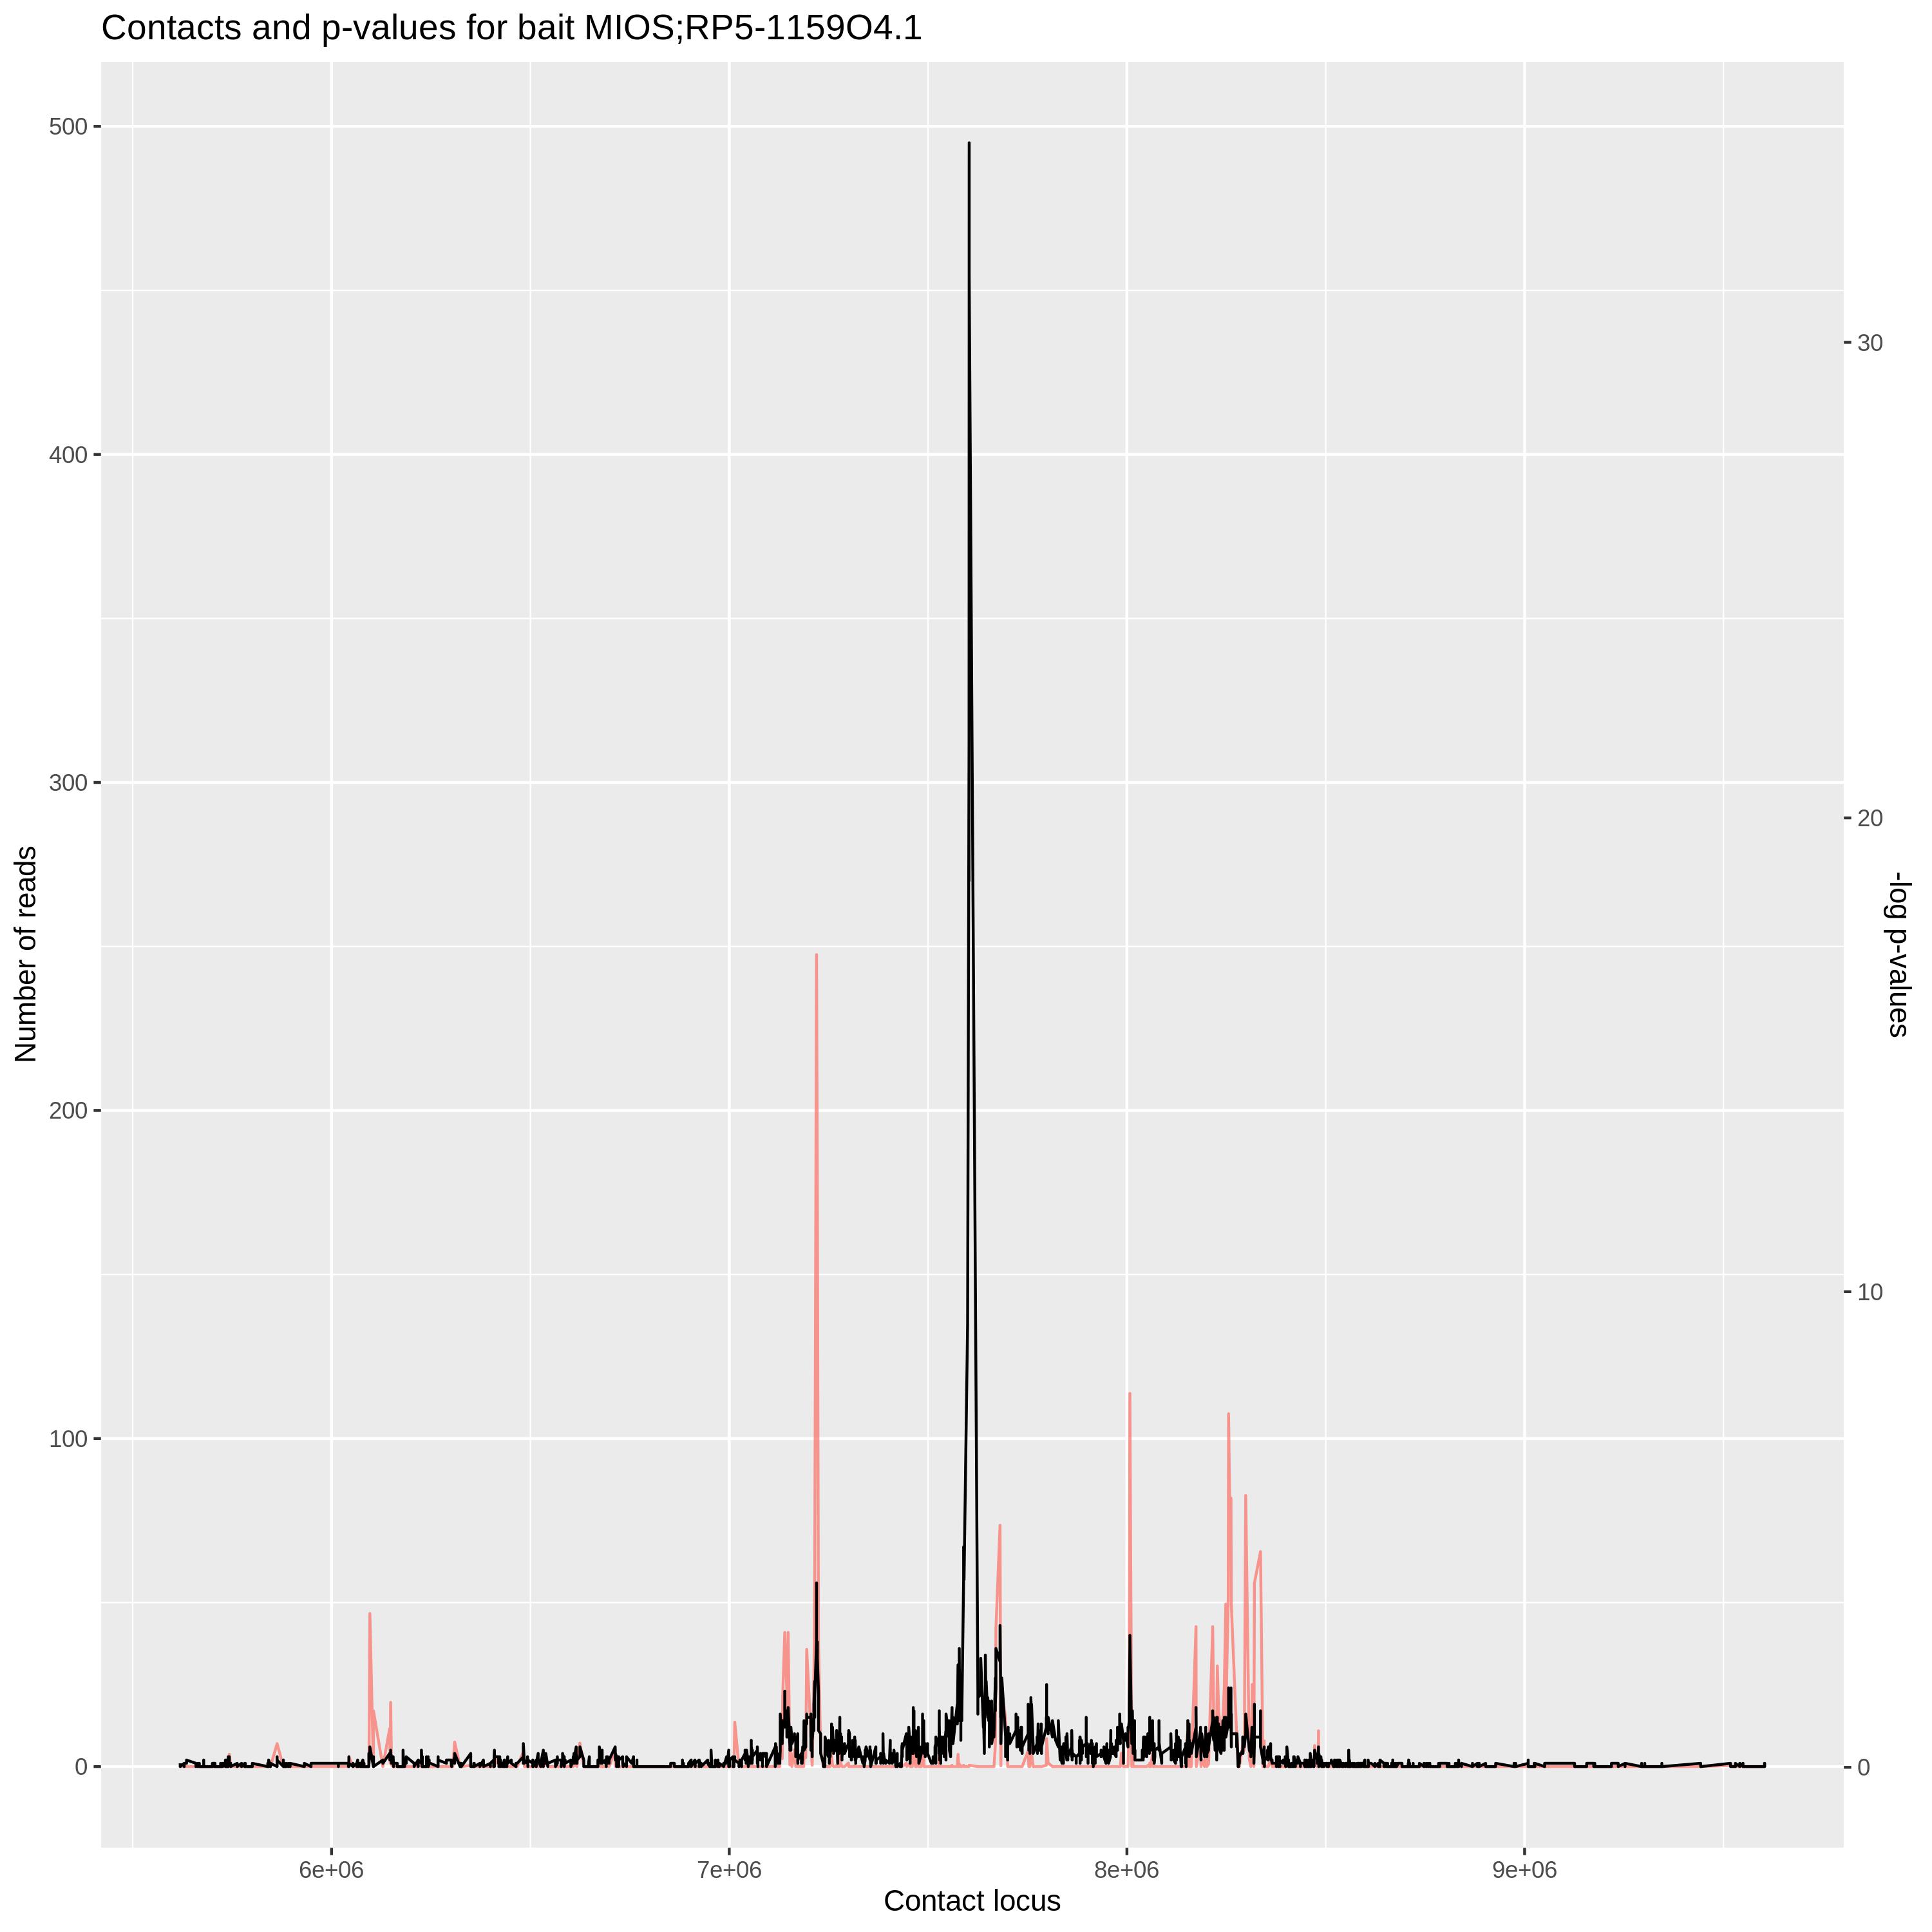 Contacts and p-values for bait MIOS;RP5-1159O4.1
500
400
300
200
100
0
Number of reads
30
20
10
0
-log p-values
6e+06
7e+06
8e+06
9e+06
Contact locus